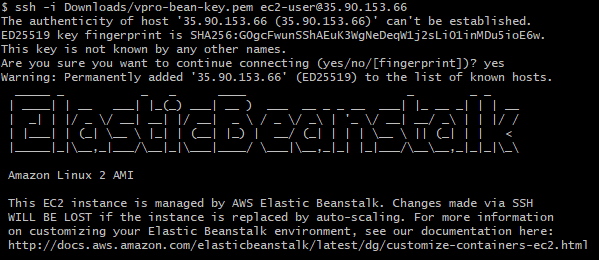 $ ssh -i Downloads/vpro-bean-key.pem ec2-user@35.90.153.66
The authenticity of host '35.90.153.66 (35.90.153.66)' can't be established.
ED25519 key fingerprint is SHA256:GOgcFwunSShAEuK3WgNeDeqW1j2sLiO1inMDu5ioE6w.
This key is not known by any other names.
Are you sure you want to continue connecting (yes/no/[fingerprint])? yes
Warning: Permanently added '35.90.153.66' (ED25519) to the list of known hosts.
ElasticBeanstalk
Amazon Linux 2 AMI
This EC2 instance is managed by AWS Elastic Beanstalk. Changes made via SSH
WILL BE LOST if the instance is replaced by auto-scaling. For more information
on customizing your Elastic Beanstalk environment, see our documentation here:
http://docs.aws.amazon.com/elasticbeanstalk/latest/dg/customize-containers-ec2.html